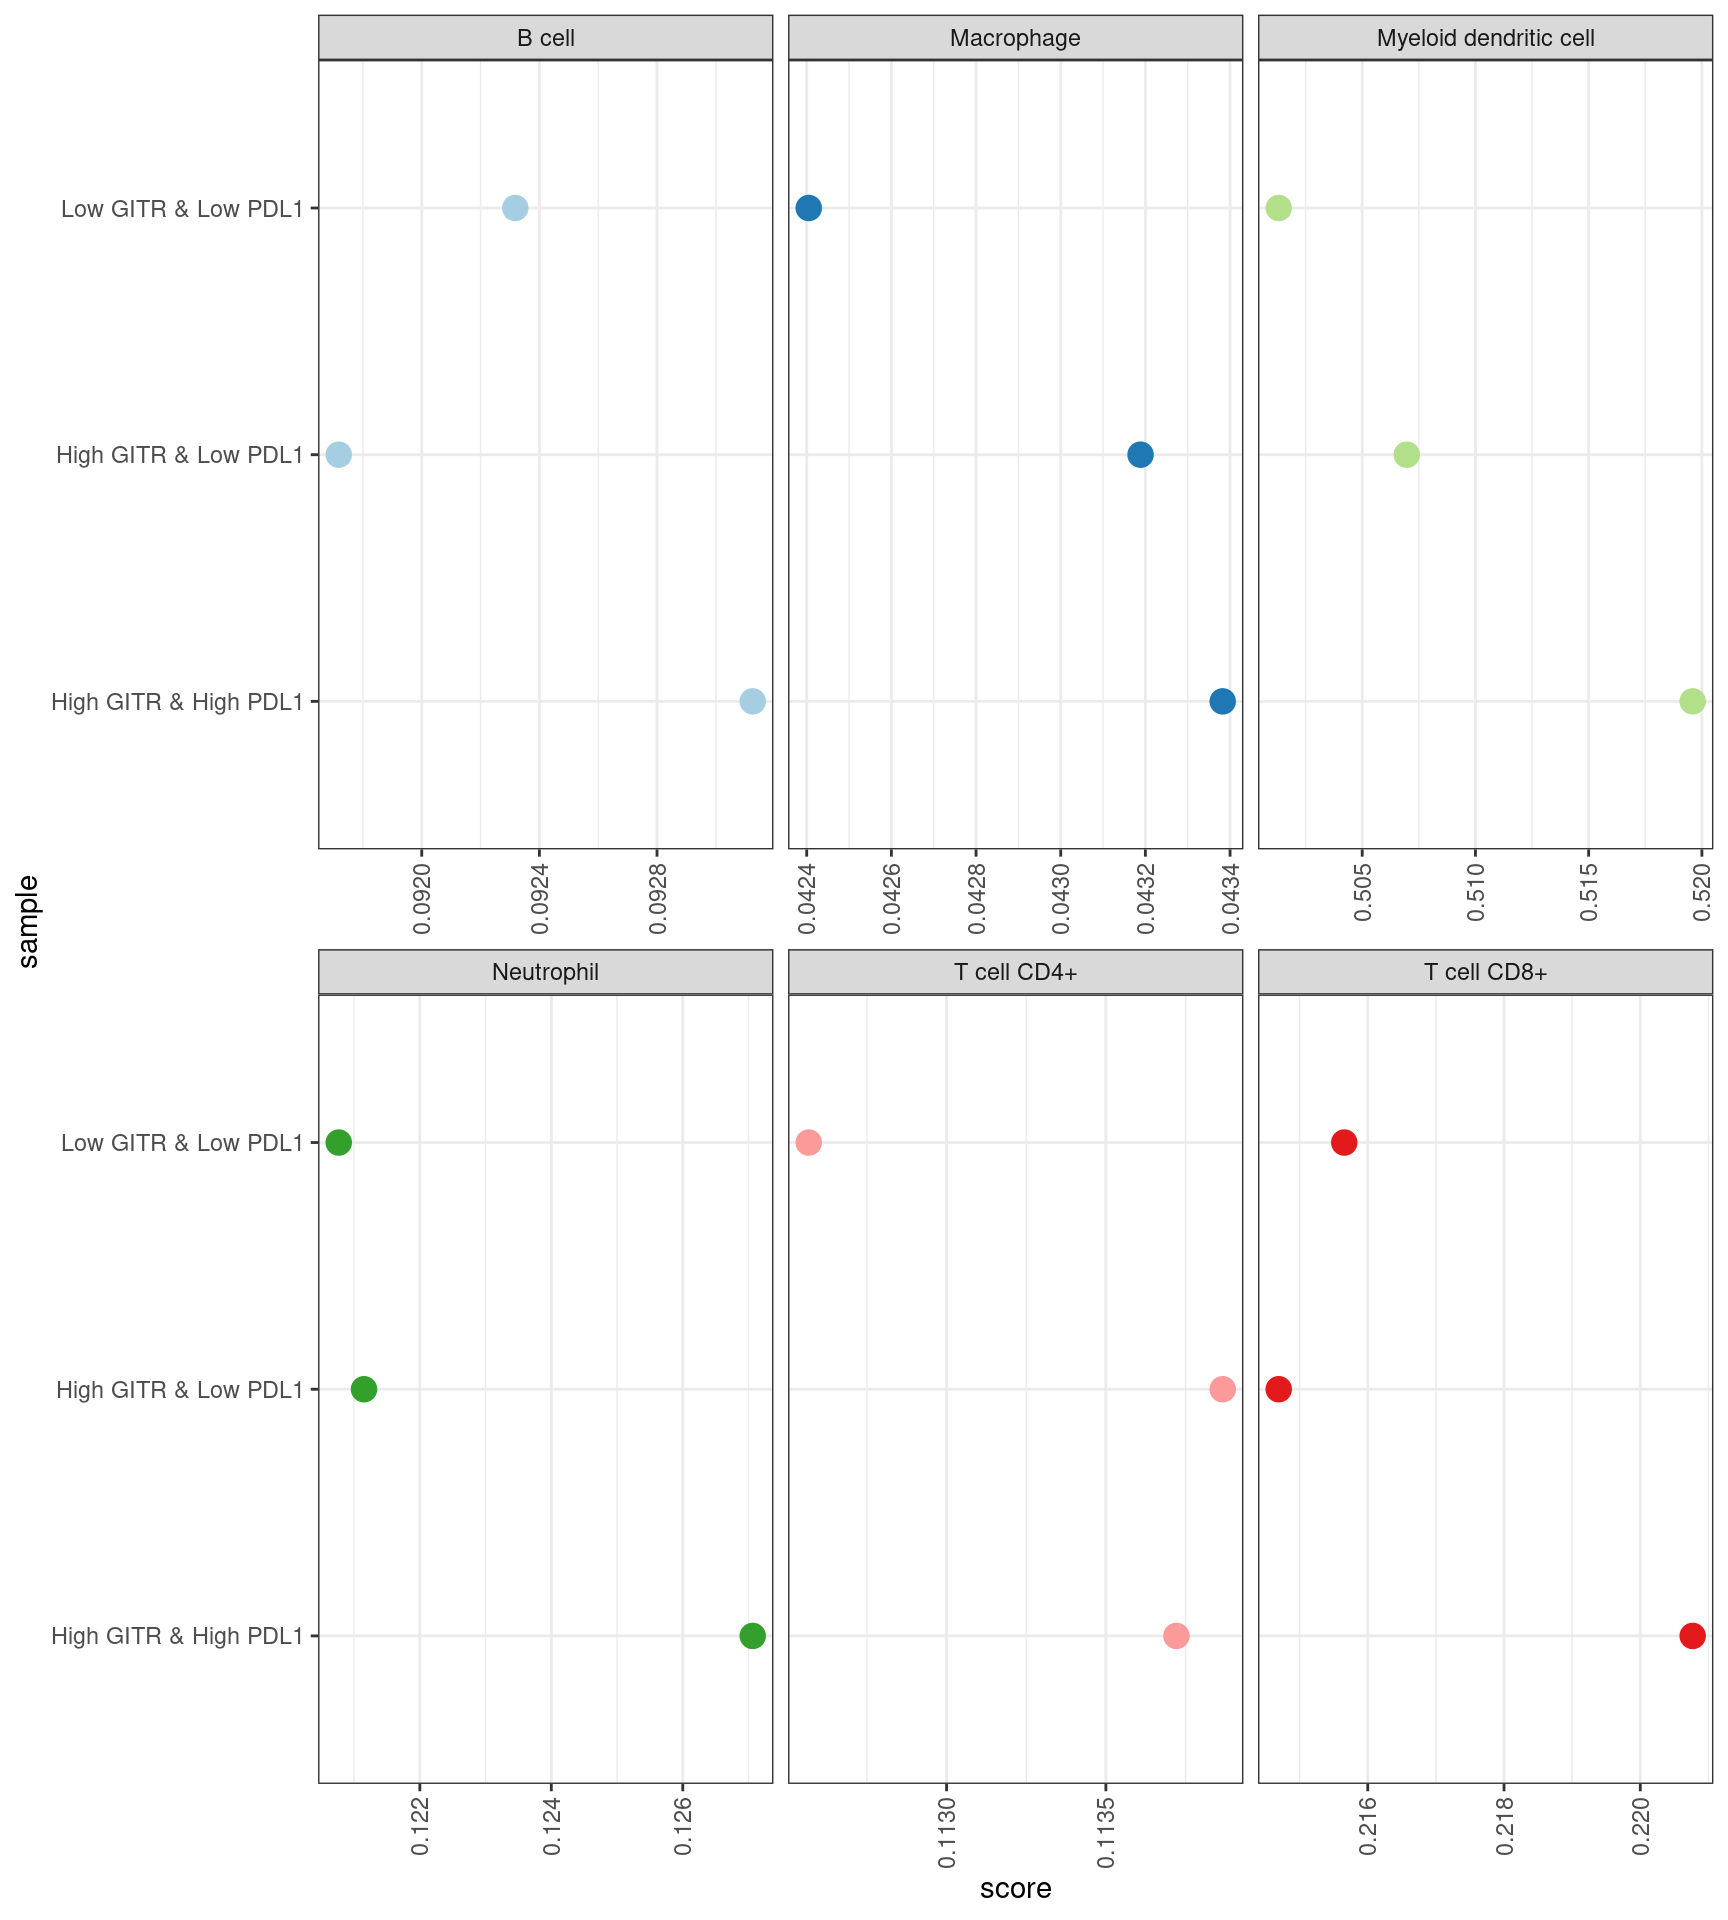 B cell
Macrophage
Myeloid dendritic cell
Low GITR & Low PDL1
High GITR & Low PDL1
High GITR & High PDL1
0.0920
0.0924
0.0928
0.0424
0.0426
0.0428
0.0430
0.0432
0.0434
0.505
0.510
0.515
0.520
sample
Neutrophil
T cell CD4+
T cell CD8+
Low GITR & Low PDL1
High GITR & Low PDL1
High GITR & High PDL1
0.122
0.124
0.126
0.1130
0.1135
0.216
0.218
0.220
score